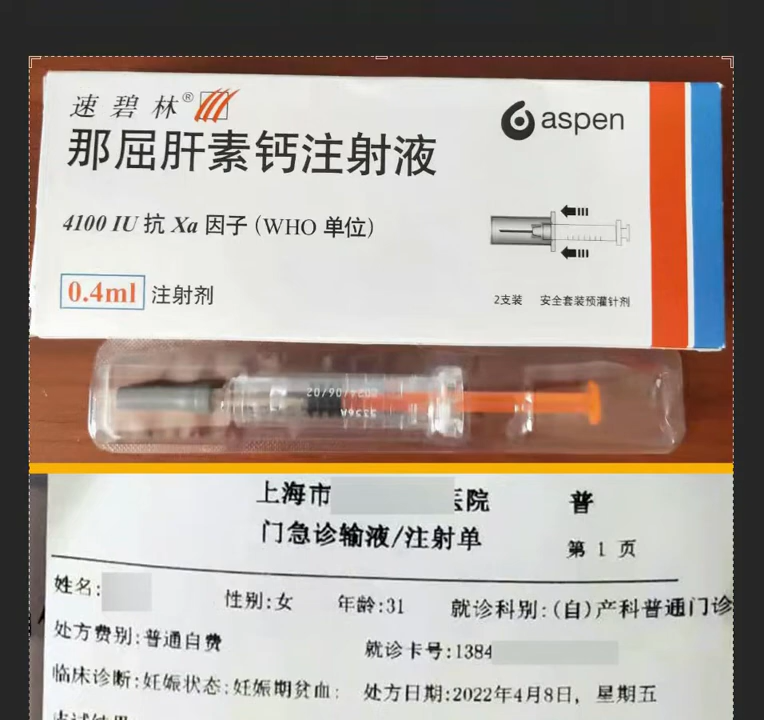 速碧林®
aspen
那屈肝素钙注射液
4100 IU 抗 Xa 因子（WHO 单位）
0.4ml 注射剂
2支装 安全套装预灌针剂
上海市 医院 普
门急诊输液/注射单
第 1 页
姓名: 性别:女 年龄:31 就诊科别:(自)产科普通门诊
处方费别:普通自费 就诊卡号:1384
临床诊断:妊娠状态;妊娠期贫血; 处方日期:2022年4月8日, 星期五